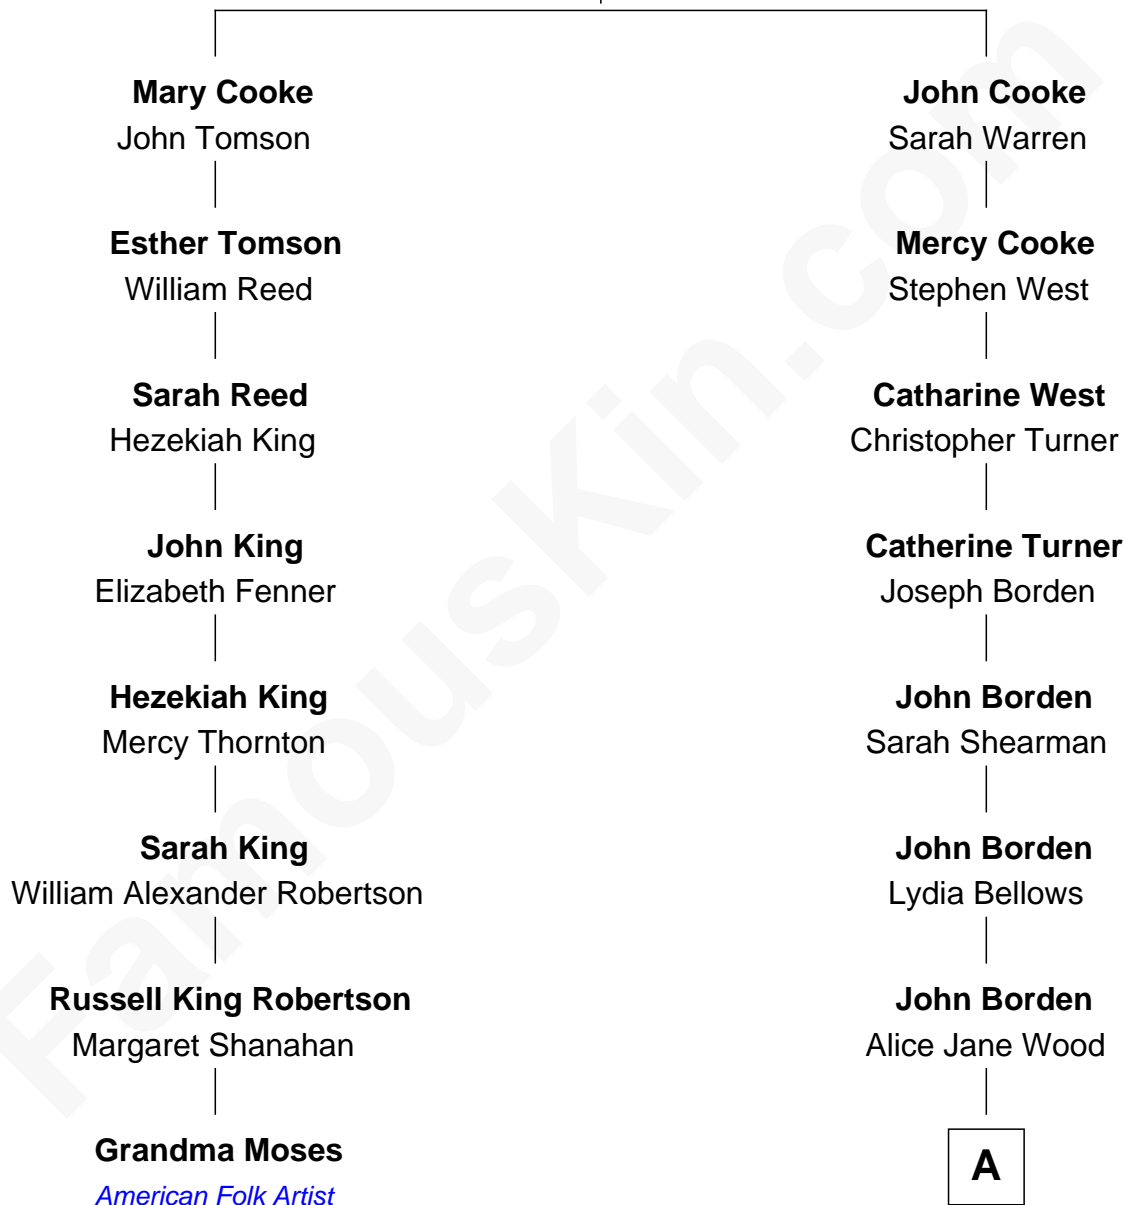 Mary Cooke
John Tomson
Esther Tomson
William Reed
Sarah Reed
Hezekiah King
John King
Elizabeth Fenner
Hezekiah King
Mercy Thornton
Sarah King
William Alexander Robertson
Russell King Robertson
Margaret Shanahan
Grandma Moses
American Folk Artist
John Cooke
Sarah Warren
Mercy Cooke
Stephen West
Catharine West
Christopher Turner
Catherine Turner
Joseph Borden
John Borden
Sarah Shearman
John Borden
Lydia Bellows
John Borden
Alice Jane Wood
A
FamousKin.com